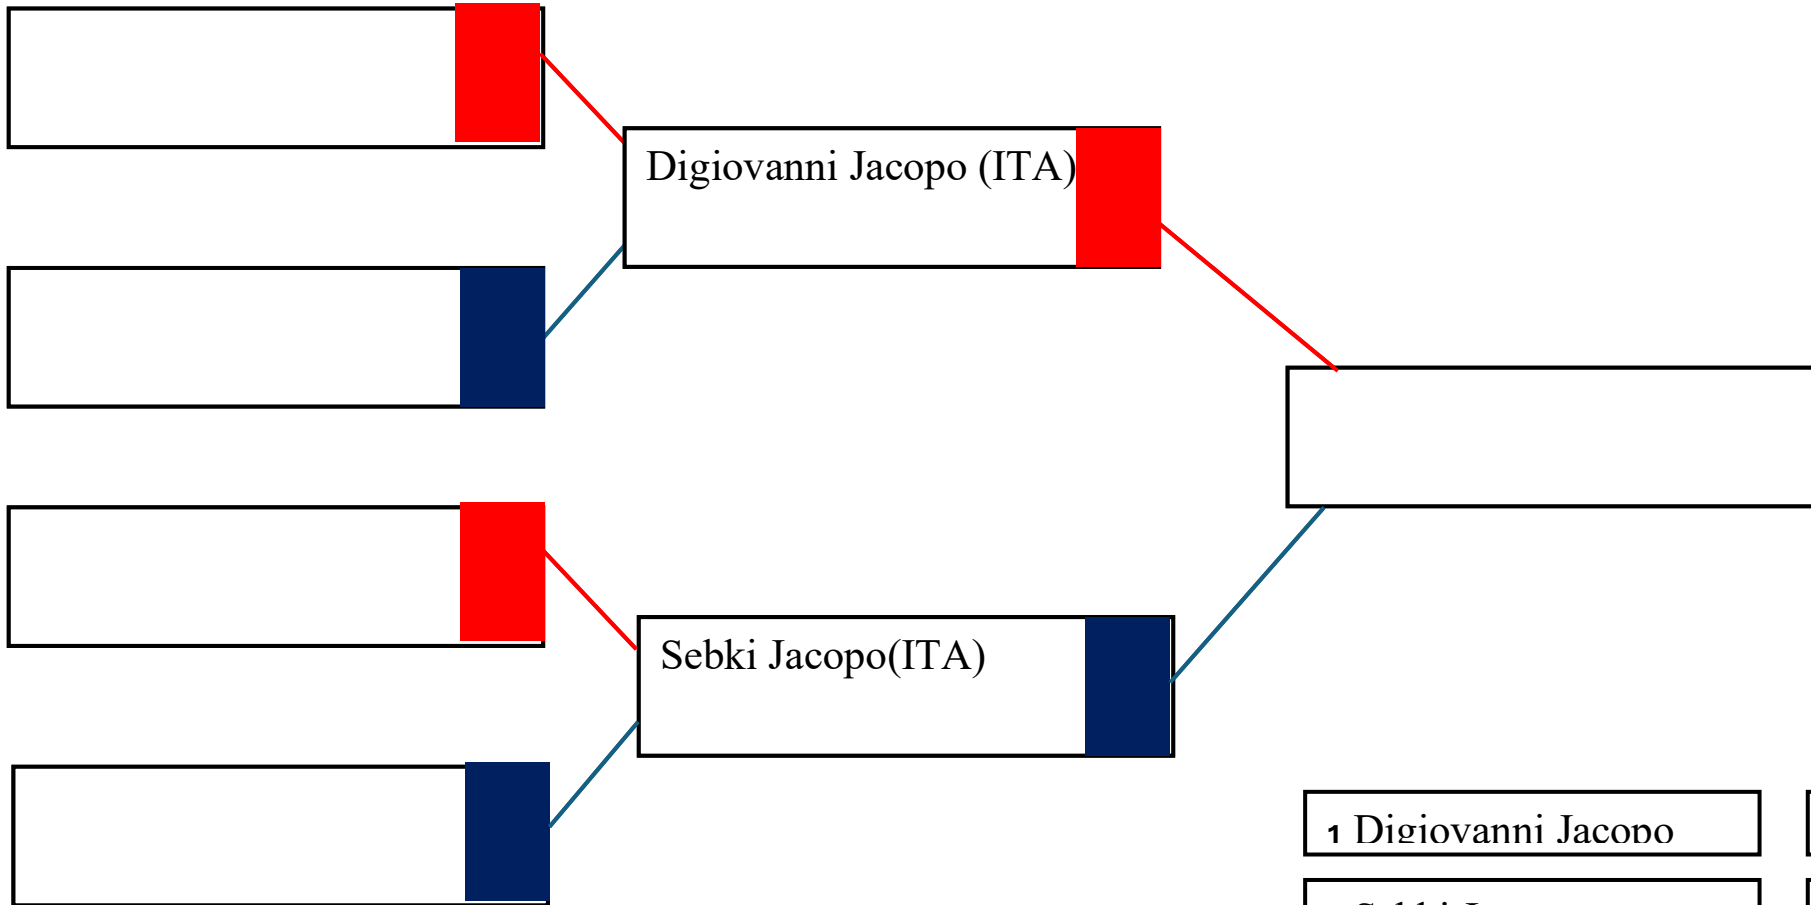 Digiovanni Jacopo (ITA)
Sebki Jacopo(ITA)
1 Digiovanni Jacopo